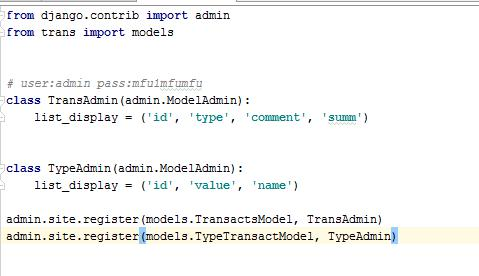 from django.contrib import admin
from trans import models
# user:admin pass:mfu1mfumfu
class TransAdmin(admin.ModelAdmin):
    list_display = ('id', 'type', 'comment', 'summ')
class TypeAdmin(admin.ModelAdmin):
    list_display = ('id', 'value', 'name')
admin.site.register(models.TransactsModel, TransAdmin)
admin.site.register(models.TypeTransactModel, TypeAdmin)